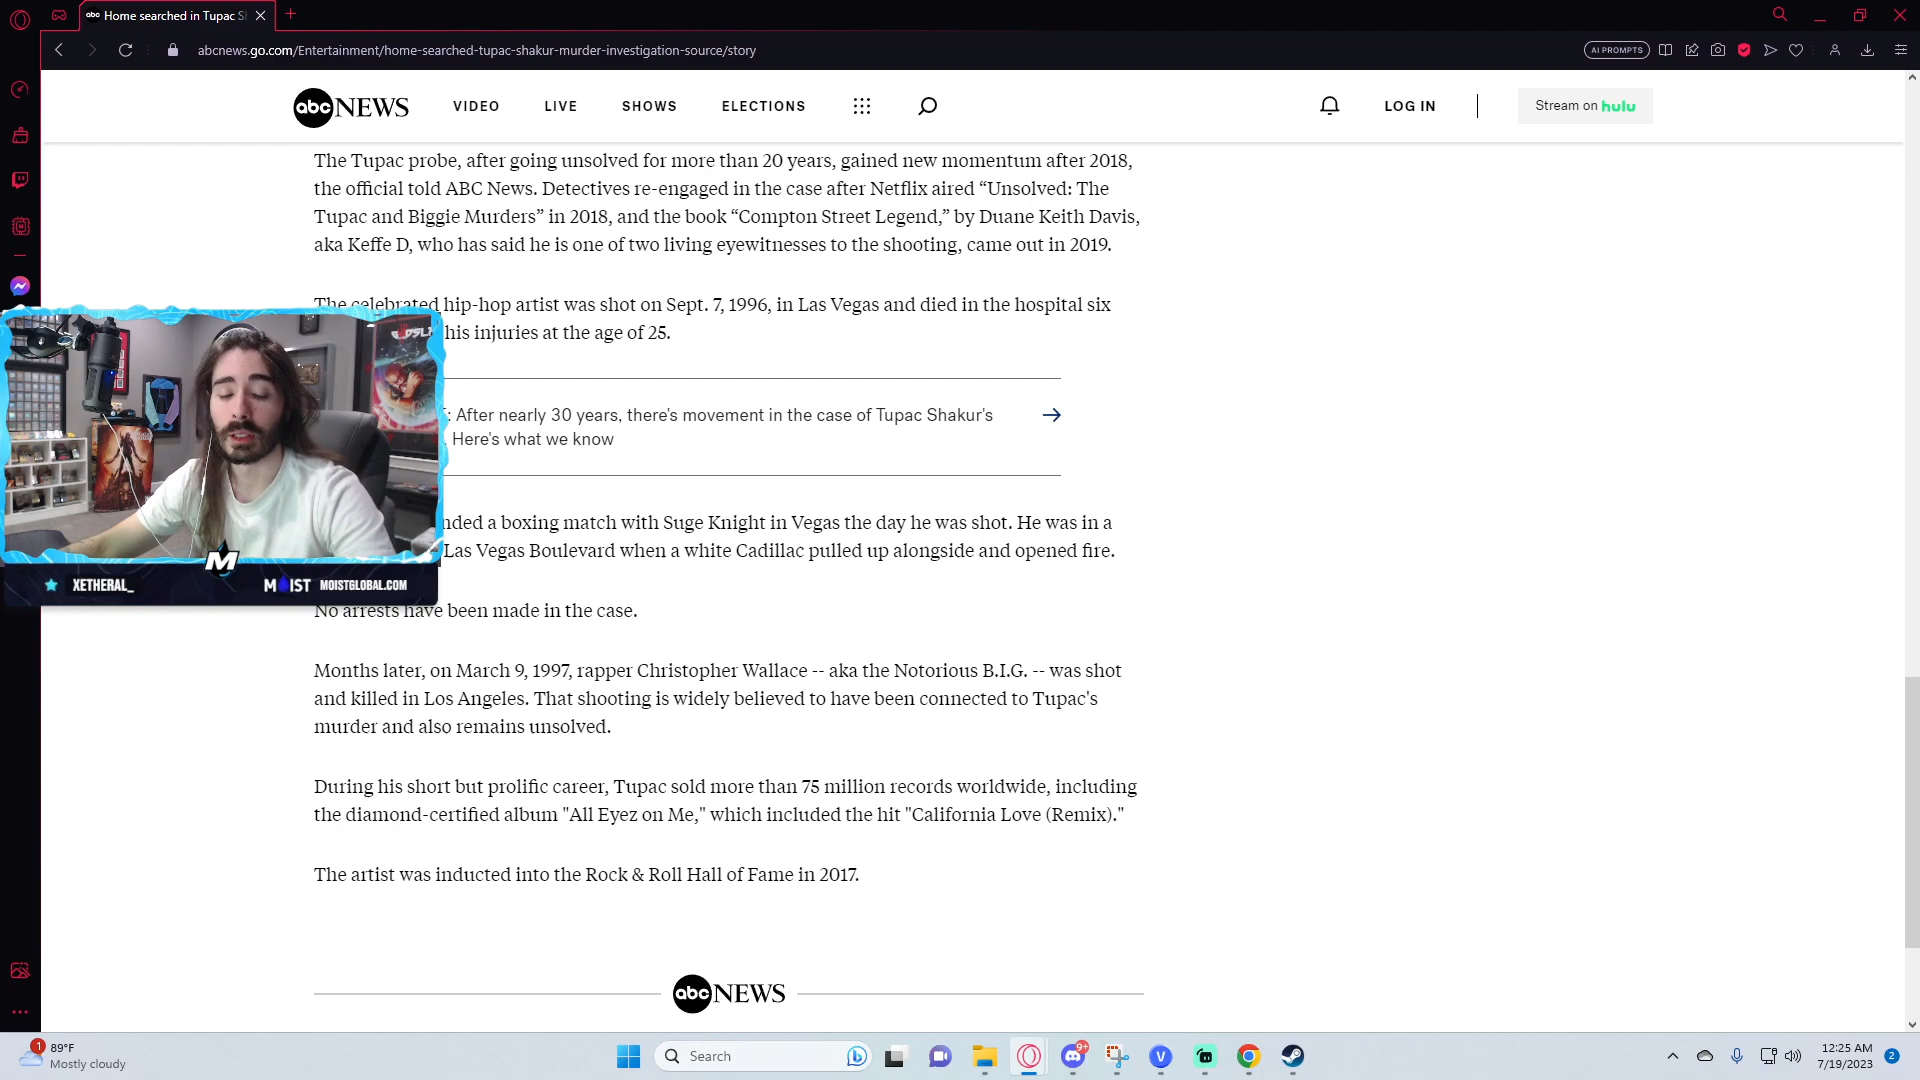 abc Home searched in Tupac S
abcnews.go.com/Entertainment/home-searched-tupac-shakur-murder-investigation-source/story
AI PROMPTS
abc NEWS VIDEO LIVE SHOWS ELECTIONS LOG IN Stream on hulu
The Tupac probe, after going unsolved for more than 20 years, gained new momentum after 2018,
the official told ABC News. Detectives re-engaged in the case after Netflix aired “Unsolved: The
Tupac and Biggie Murders” in 2018, and the book “Compton Street Legend,” by Duane Keith Davis,
aka Keffe D, who has said he is one of two living eyewitnesses to the shooting, came out in 2019.
The celebrated hip-hop artist was shot on Sept. 7, 1996, in Las Vegas and died in the hospital six
his injuries at the age of 25.
: After nearly 30 years, there's movement in the case of Tupac Shakur's
Here's what we know
nded a boxing match with Suge Knight in Vegas the day he was shot. He was in a
Las Vegas Boulevard when a white Cadillac pulled up alongside and opened fire.
M
XETHERAL_ MOIST MOISTGLOBAL.COM
No arrests have been made in the case.
Months later, on March 9, 1997, rapper Christopher Wallace -- aka the Notorious B.I.G. -- was shot
and killed in Los Angeles. That shooting is widely believed to have been connected to Tupac's
murder and also remains unsolved.
During his short but prolific career, Tupac sold more than 75 million records worldwide, including
the diamond-certified album "All Eyez on Me," which included the hit "California Love (Remix)."
The artist was inducted into the Rock & Roll Hall of Fame in 2017.
abc NEWS
1 89°F
Mostly cloudy
Search
9+
V
12:25 AM
7/19/2023
2